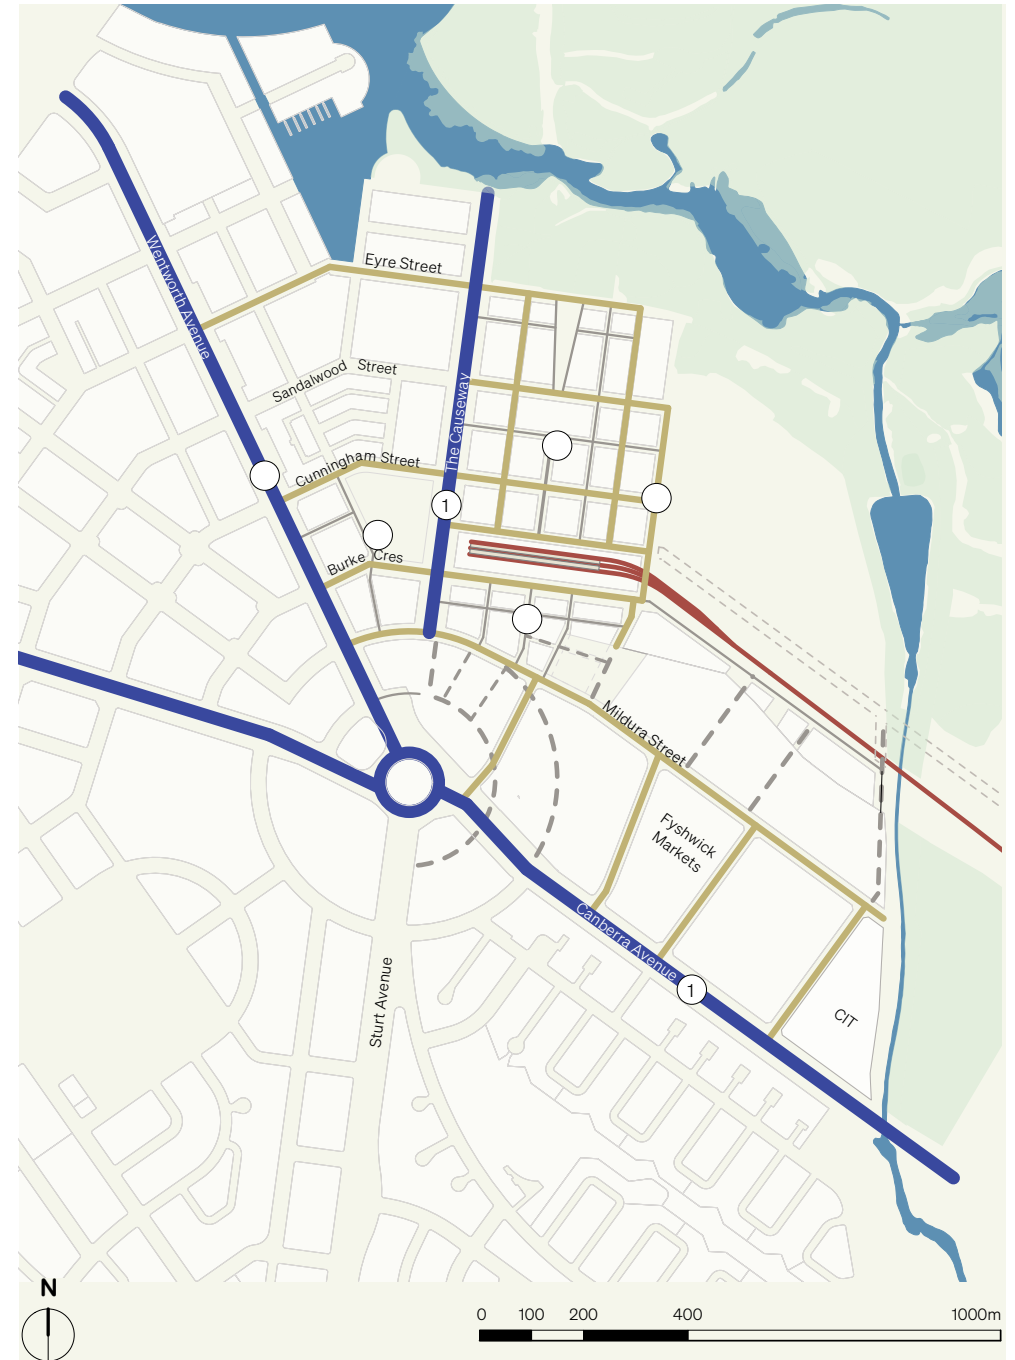 Wentworth Avenue
Eyre Street
Sandalwood Street
The Causeway
Cunningham Street
1
Burke Cres
Mildura Street
Fyshwick
Markets
Canberra Avenue
1
Sturt Avenue
CIT
N
0 100 200 400 1000m